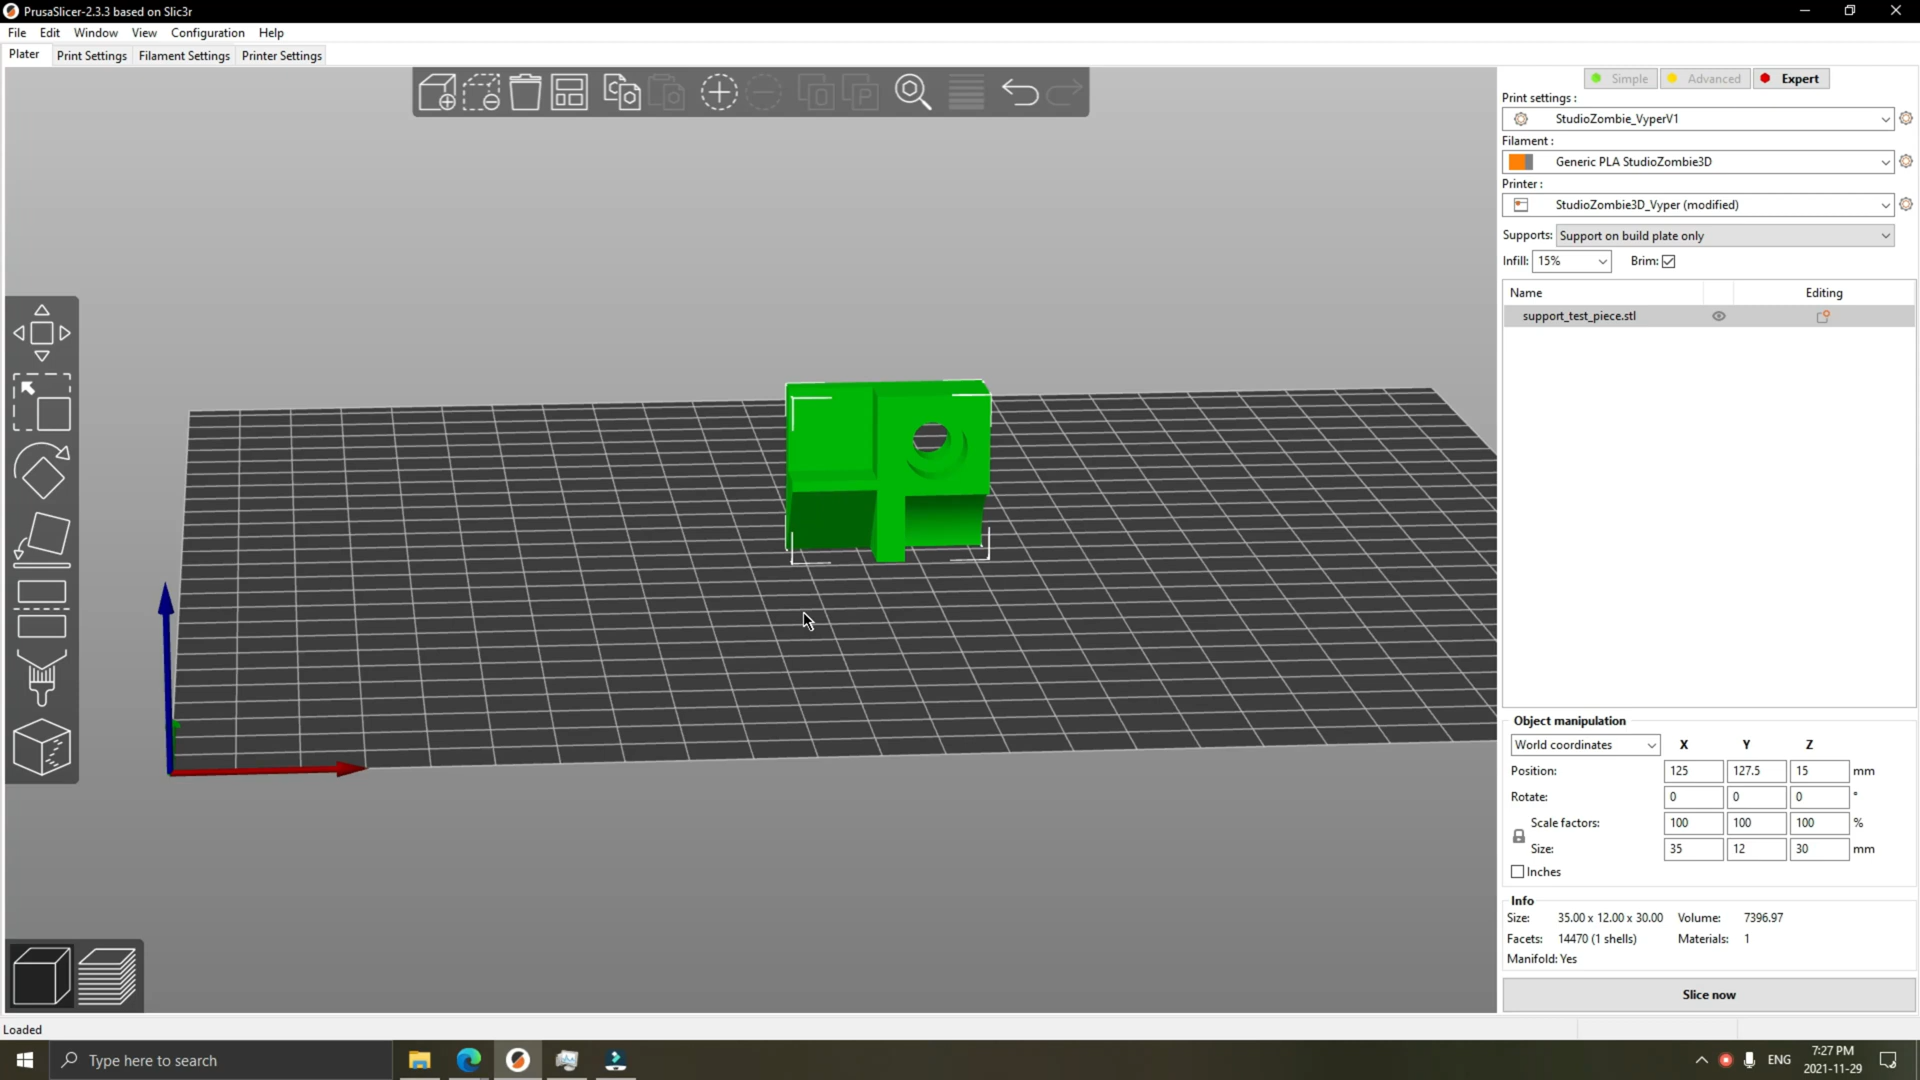 PrusaSlicer-2.3.3 based on Slic3r
File Edit Window View Configuration Help
Plater Print Settings Filament Settings Printer Settings
Simple Advanced Expert
Print settings :
StudioZombie_VyperV1
Filament :
Generic PLA StudioZombie3D
Printer :
StudioZombie3D_Vyper (modified)
Supports: Support on build plate only
Infill: 15% Brim:
Name Editing
support_test_piece.stl
Object manipulation
World coordinates X Y Z
Position: 125 127.5 15 mm
Rotate: 0 0 0 °
Scale factors: 100 100 100 %
Size: 35 12 30 mm
Inches
Info
Size: 35.00 x 12.00 x 30.00 Volume: 7396.97
Facets: 14470 (1 shells) Materials: 1
Manifold: Yes
Slice now
Loaded
Type here to search
ENG
7:27 PM
2021-11-29